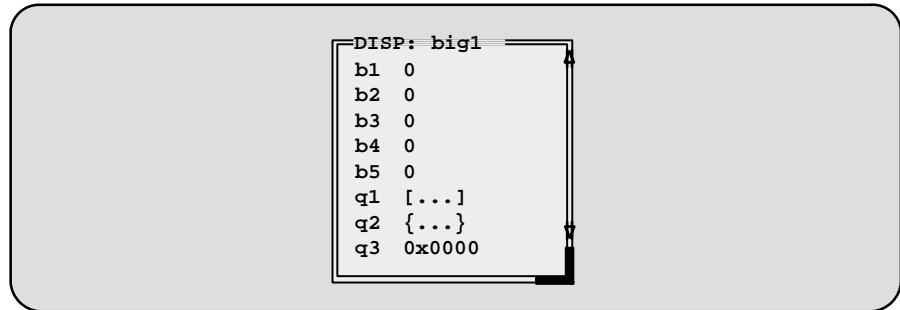 DISP: big1
b1 0
b2 0
b3 0
b4 0
b5 0
q1 [...]
q2 {...}
q3 0x0000